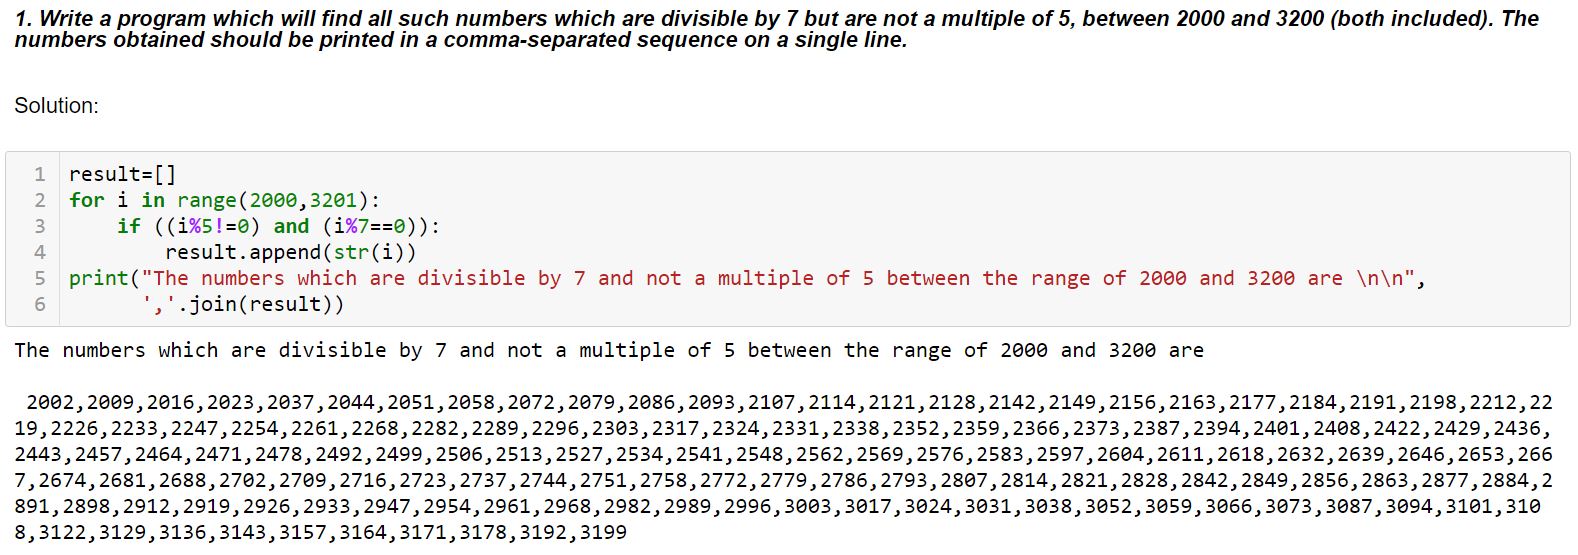 1. Write a program which will find all such numbers which are divisible by 7 but are not a multiple of 5, between 2000 and 3200 (both included). The
numbers obtained should be printed in a comma-separated sequence on a single line.
Solution:
1 result=[]
2 for i in range(2000,3201):
3     if ((i%5!=0) and (i%7==0)):
4         result.append(str(i))
5 print("The numbers which are divisible by 7 and not a multiple of 5 between the range of 2000 and 3200 are \n\n",
6       ','.join(result))
The numbers which are divisible by 7 and not a multiple of 5 between the range of 2000 and 3200 are
2002,2009,2016,2023,2037,2044,2051,2058,2072,2079,2086,2093,2107,2114,2121,2128,2142,2149,2156,2163,2177,2184,2191,2198,2212,22
19,2226,2233,2247,2254,2261,2268,2282,2289,2296,2303,2317,2324,2331,2338,2352,2359,2366,2373,2387,2394,2401,2408,2422,2429,2436,
2443,2457,2464,2471,2478,2492,2499,2506,2513,2527,2534,2541,2548,2562,2569,2576,2583,2597,2604,2611,2618,2632,2639,2646,2653,266
7,2674,2681,2688,2702,2709,2716,2723,2737,2744,2751,2758,2772,2779,2786,2793,2807,2814,2821,2828,2842,2849,2856,2863,2877,2884,2
891,2898,2912,2919,2926,2933,2947,2954,2961,2968,2982,2989,2996,3003,3017,3024,3031,3038,3052,3059,3066,3073,3087,3094,3101,310
8,3122,3129,3136,3143,3157,3164,3171,3178,3192,3199